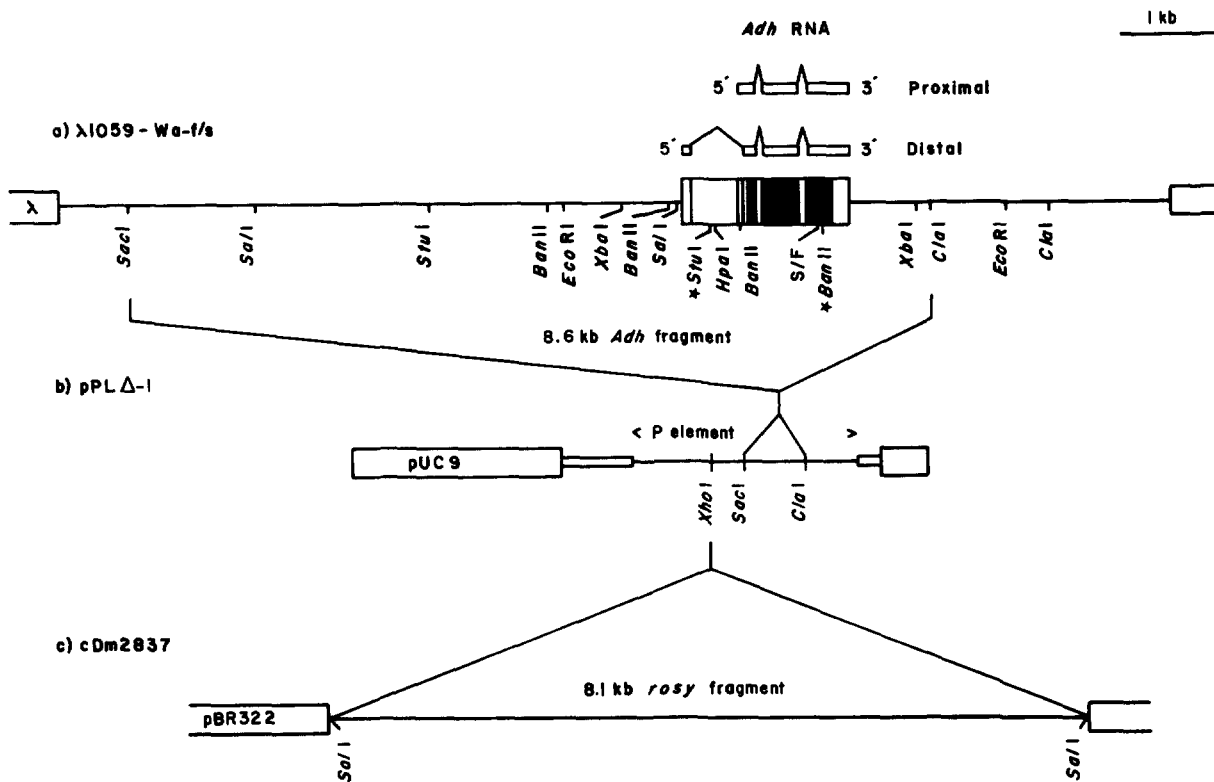 1 kb
Adh RNA
5´ 3´ Proximal
a) λ1059 - Wa-f/s
5´ 3´ Distal
λ
SacI
SalI
StuI
BanII
EcoRI
XbaI
BanII
SalI
*StuI
HpaI
BanII
S/F
*BanII
XbaI
ClaI
EcoRI
ClaI
8.6 kb Adh fragment
b) pPL Δ-1
< P element >
pUC9
XhoI
SacI
ClaI
c) cDm2837
8.1 kb rosy fragment
pBR322
SalI
SalI